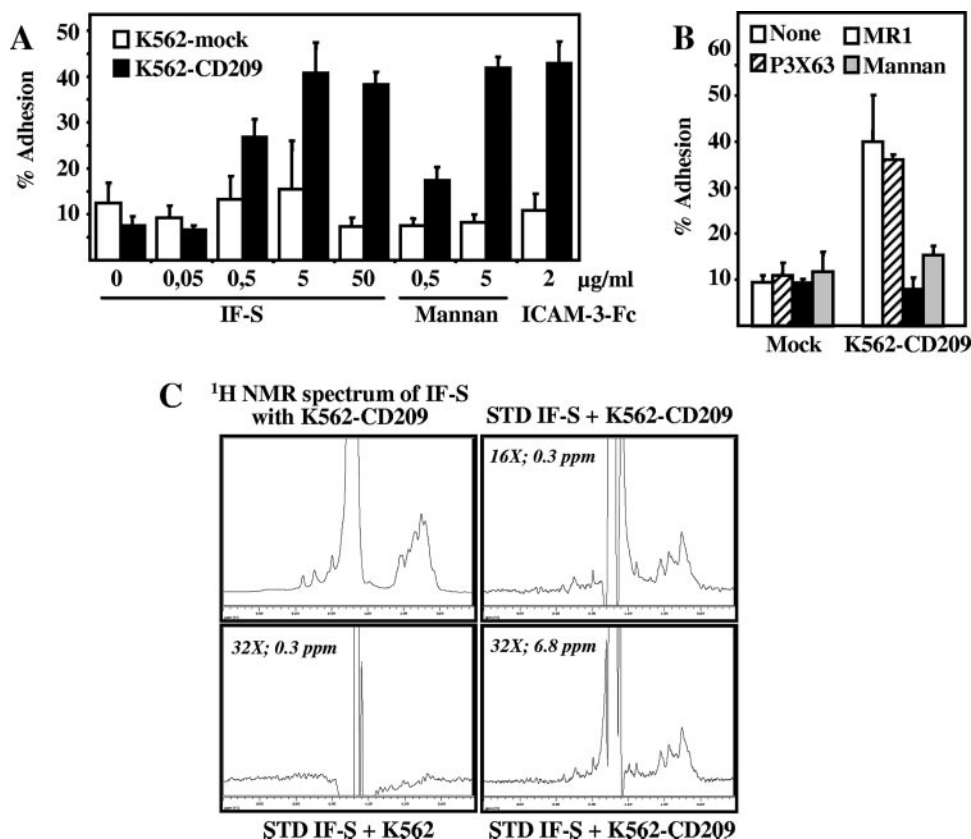 A
50
40
30
20
10
% Adhesion
K562-mock
K562-CD209
0 0,05 0,5 5 50 0,5 5 2 µg/ml
IF-S Mannan ICAM-3-Fc
B
60
50
40
30
20
10
% Adhesion
None MR1
P3X63 Mannan
Mock K562-CD209
C
¹H NMR spectrum of IF-S
with K562-CD209
STD IF-S + K562-CD209
16X; 0.3 ppm
32X; 0.3 ppm
32X; 6.8 ppm
STD IF-S + K562
STD IF-S + K562-CD209